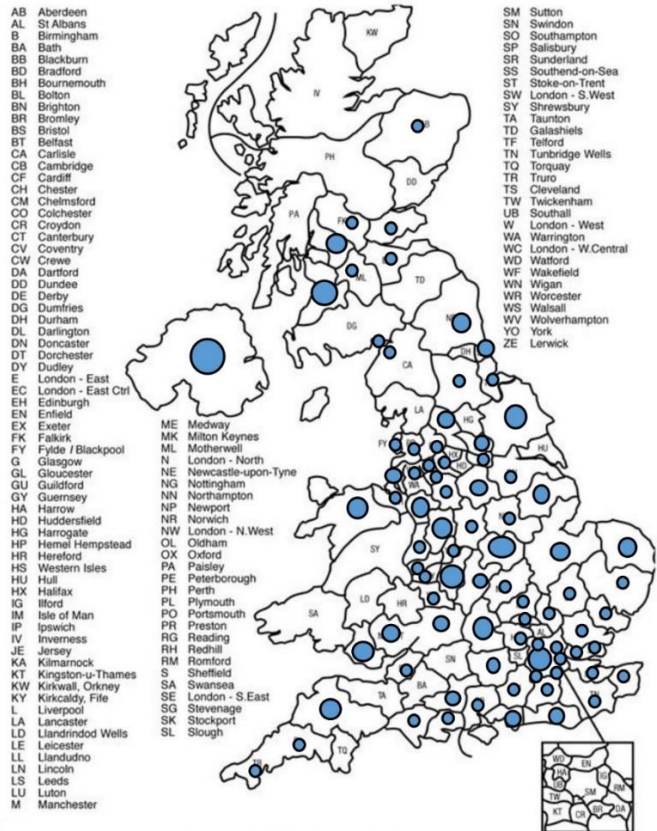 AB Aberdeen
AL St Albans
B Birmingham
BA Bath
BB Blackburn
BD Bradford
BH Bournemouth
BL Bolton
BN Brighton
BR Bromley
BS Bristol
BT Belfast
CA Carlisle
CB Cambridge
CF Cardiff
CH Chester
CM Chelmsford
CO Colchester
CR Croydon
CT Canterbury
CV Coventry
CW Crewe
DA Dartford
DD Dundee
DE Derby
DG Dumfries
DH Durham
DL Darlington
DN Doncaster
DT Dorchester
DY Dudley
E London - East
EC London - East Ctrl
EH Edinburgh
EN Enfield
EX Exeter
FK Falkirk
FY Fylde / Blackpool
G Glasgow
GL Gloucester
GU Guildford
GY Guernsey
HA Harrow
HD Huddersfield
HG Harrogate
HP Hemel Hempstead
HR Hereford
HS Western Isles
HU Hull
HX Halifax
IG Ilford
IM Isle of Man
IP Ipswich
IV Inverness
JE Jersey
KA Kilmarnock
KT Kingston-u-Thames
KW Kirkwall, Orkney
KY Kirkcaldy, Fife
L Liverpool
LA Lancaster
LD Llandrindod Wells
LE Leicester
LL Llandudno
LN Lincoln
LS Leeds
LU Luton
M Manchester
ME Medway
MK Milton Keynes
ML Motherwell
N London - North
NE Newcastle-upon-Tyne
NG Nottingham
NN Northampton
NP Newport
NR Norwich
NW London - N.West
OL Oldham
OX Oxford
PA Paisley
PE Peterborough
PH Perth
PL Plymouth
PO Portsmouth
PR Preston
RG Reading
RH Redhill
RM Romford
S Sheffield
SA Swansea
SE London - S.East
SG Stevenage
SK Stockport
SL Slough
SM Sutton
SN Swindon
SO Southampton
SP Salisbury
SR Sunderland
SS Southend-on-Sea
ST Stoke-on-Trent
SW London - S.West
SY Shrewsbury
TA Taunton
TD Galashiels
TF Telford
TN Tunbridge Wells
TQ Torquay
TR Truro
TS Cleveland
TW Twickenham
UB Southall
W London - West
WA Warrington
WC London - W.Central
WD Watford
WF Wakefield
WN Wigan
WR Worcester
WS Walsall
WV Wolverhampton
YO York
ZE Lerwick
KW
IV
PH
DD
PA
FK
ML
TD
DG
CA
DH
LA
HG
FY
HU
HX
HD
WA
SY
LD
HR
SA
AL
SL
SN
BA
TA
TQ
TR
WD
EN
HA
IG
UB
RM
TW
SM
KT
CR
BR
DA